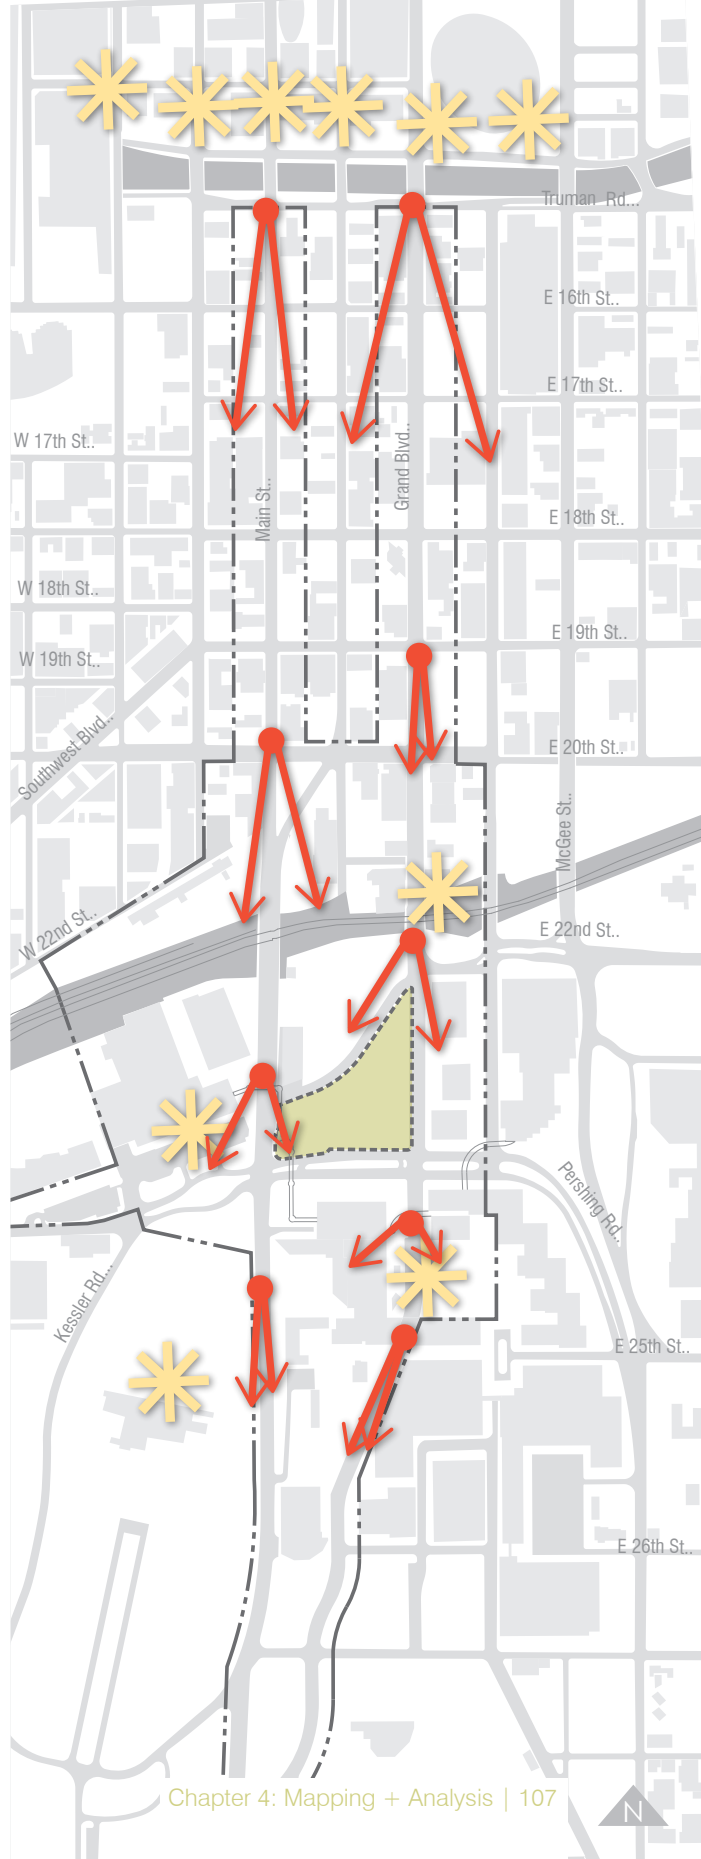 Truman Rd...
E 16th St..
E 17th St..
W 17th St..
Grand Blvd..
Main St..
E 18th St..
W 18th St..
E 19th St..
W 19th St..
Southwest Blvd..
E 20th St..
McGee St..
W 22nd St..
E 22nd St..
Pershing Rd...
Kessler Rd...
E 25th St..
E 26th St..
Chapter 4: Mapping + Analysis | 107
N